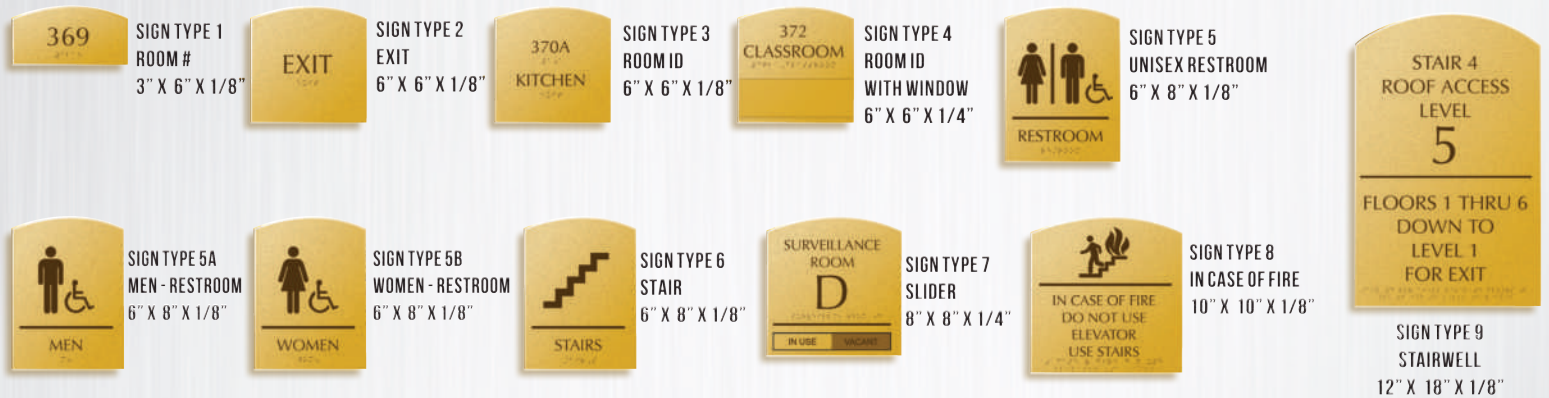 369
SIGN TYPE 1
ROOM #
3” X 6” X 1/8”
EXIT
SIGN TYPE 2
EXIT
6” X 6” X 1/8”
370A
KITCHEN
SIGN TYPE 3
ROOM ID
6” X 6” X 1/8”
372
CLASSROOM
SIGN TYPE 4
ROOM ID
WITH WINDOW
6” X 6” X 1/4”
RESTROOM
SIGN TYPE 5
UNISEX RESTROOM
6” X 8” X 1/8”
STAIR 4
ROOF ACCESS
LEVEL
5
FLOORS 1 THRU 6
DOWN TO
LEVEL 1
FOR EXIT
SIGN TYPE 9
STAIRWELL
12” X 18” X 1/8”
MEN
SIGN TYPE 5A
MEN - RESTROOM
6” X 8” X 1/8”
WOMEN
SIGN TYPE 5B
WOMEN - RESTROOM
6” X 8” X 1/8”
STAIRS
SIGN TYPE 6
STAIR
6” X 8” X 1/8”
SURVEILLANCE
ROOM
D
IN USE VACANT
SIGN TYPE 7
SLIDER
8” X 8” X 1/4”
IN CASE OF FIRE
DO NOT USE
ELEVATOR
USE STAIRS
SIGN TYPE 8
IN CASE OF FIRE
10” X 10” X 1/8”